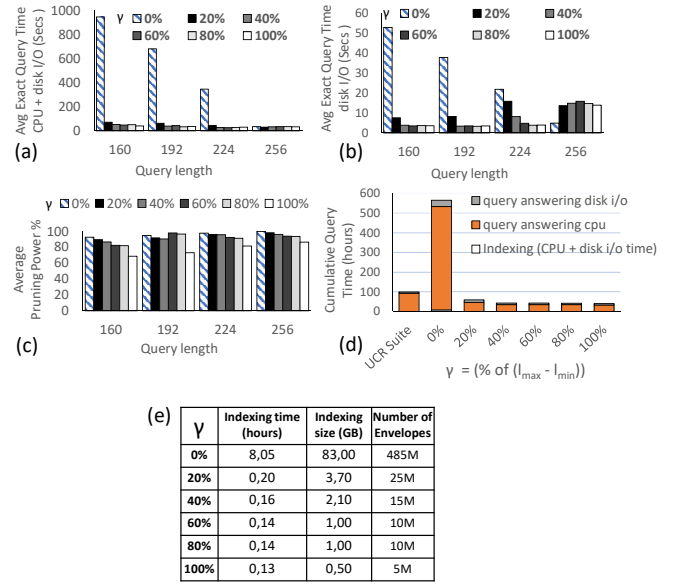 γ 0% 20% 40%
60% 80% 100%
Avg Exact Query Time
CPU + disk I/O (Secs )
1000
800
600
400
200
0
160 192 224 256
Query length
(a)
γ 0% 20% 40%
60% 80% 100%
Avg Exact Query Time
disk I/O (Secs )
60
50
40
30
20
10
0
160 192 224 256
Query length
(b)
γ 0% 20% 40% 60% 80% 100%
Average
Pruning Power %
100
80
60
40
20
0
160 192 224 256
Query length
(c)
Cumulative Query
Time (hours)
600
500
400
300
200
100
0
query answering disk i/o
query answering cpu
Indexing (CPU + disk i/o time)
UCR Suite 0% 20% 40% 60% 80% 100%
γ = (% of (lmax - lmin))
(d)
(e)
γ Indexing time (hours) Indexing size (GB) Number of Envelopes
0% 8,05 83,00 485M
20% 0,20 3,70 25M
40% 0,16 2,10 15M
60% 0,14 1,00 10M
80% 0,14 1,00 10M
100% 0,13 0,50 5M